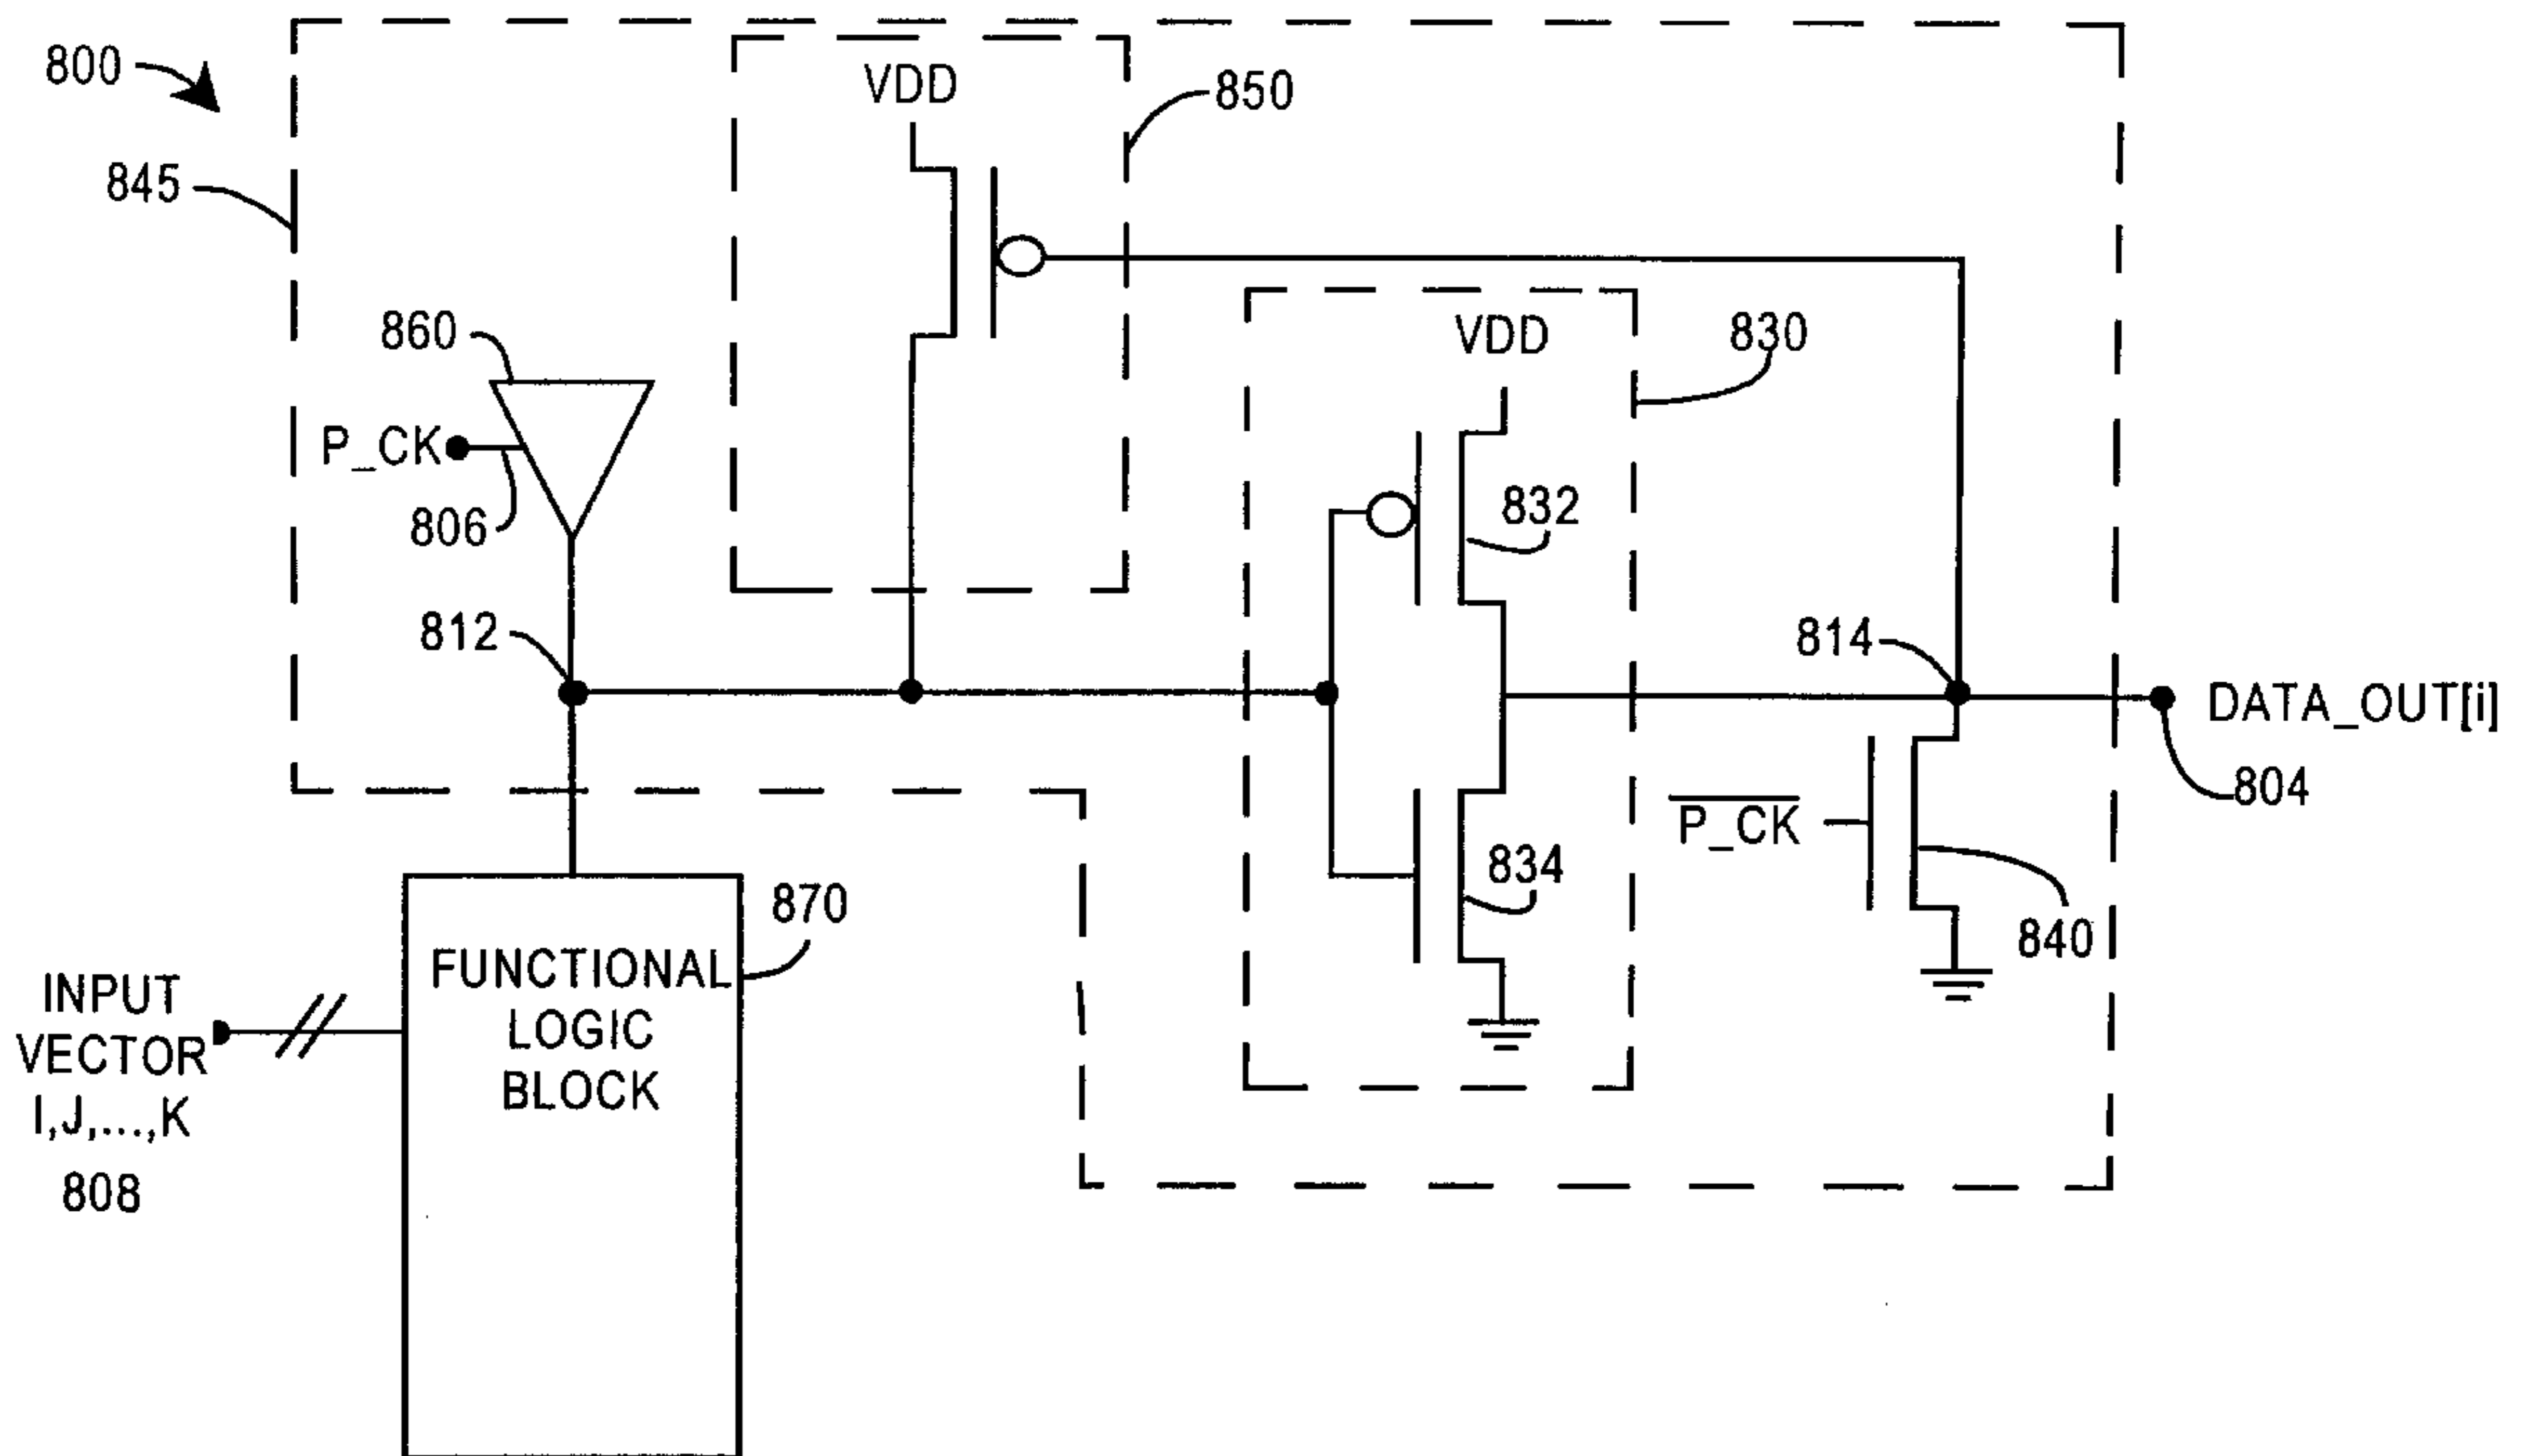 800
VDD
850
845
860
VDD
830
P_CK
806
832
812
814
DATA_OUT[i]
804
P_CK
834
840
870
FUNCTIONAL
LOGIC
BLOCK
INPUT
VECTOR
I,J,...,K
808